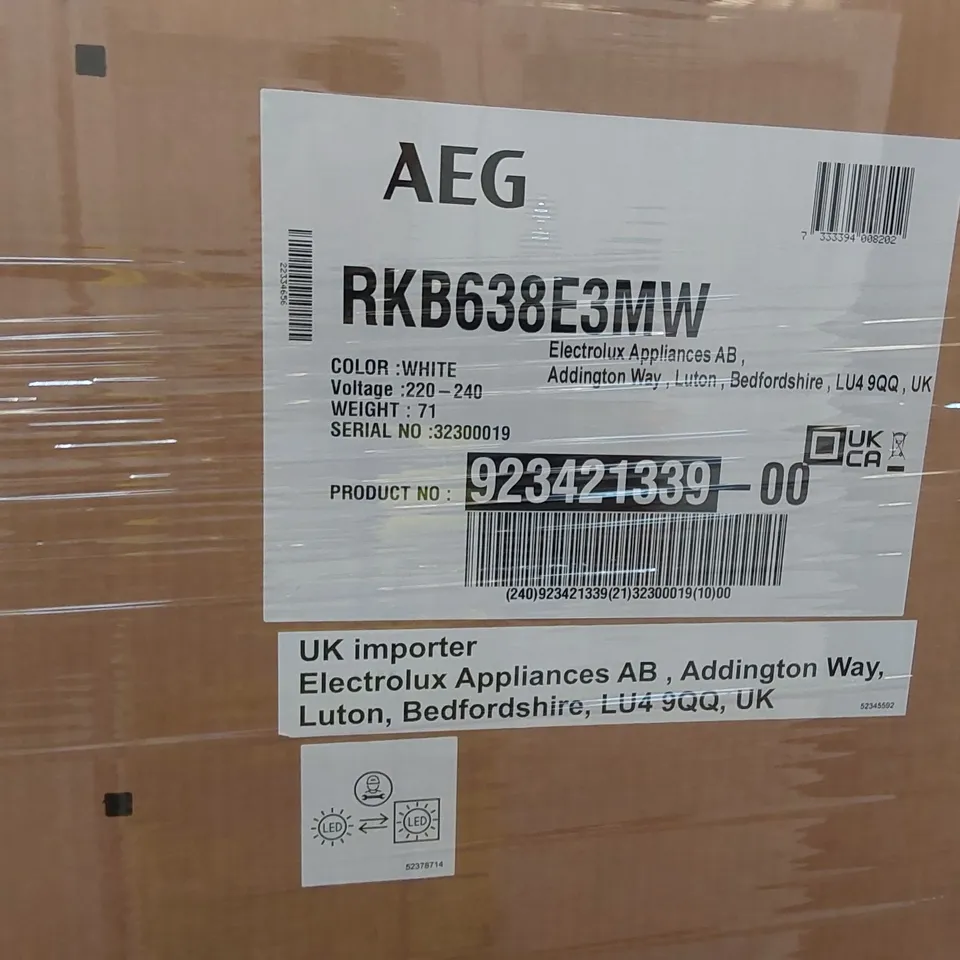 AEG
7 333394 008202
22334656
RKB638E3MW
Electrolux Appliances AB ,
Addington Way , Luton , Bedfordshire , LU4 9QQ , UK
COLOR :WHITE
Voltage :220-240
WEIGHT : 71
SERIAL NO :32300019
UK
CA
PRODUCT NO : 923421339-00
(240)923421339(21)32300019(10)00
UK importer
Electrolux Appliances AB , Addington Way,
Luton, Bedfordshire, LU4 9QQ, UK
52345592
LED
LED
52378714